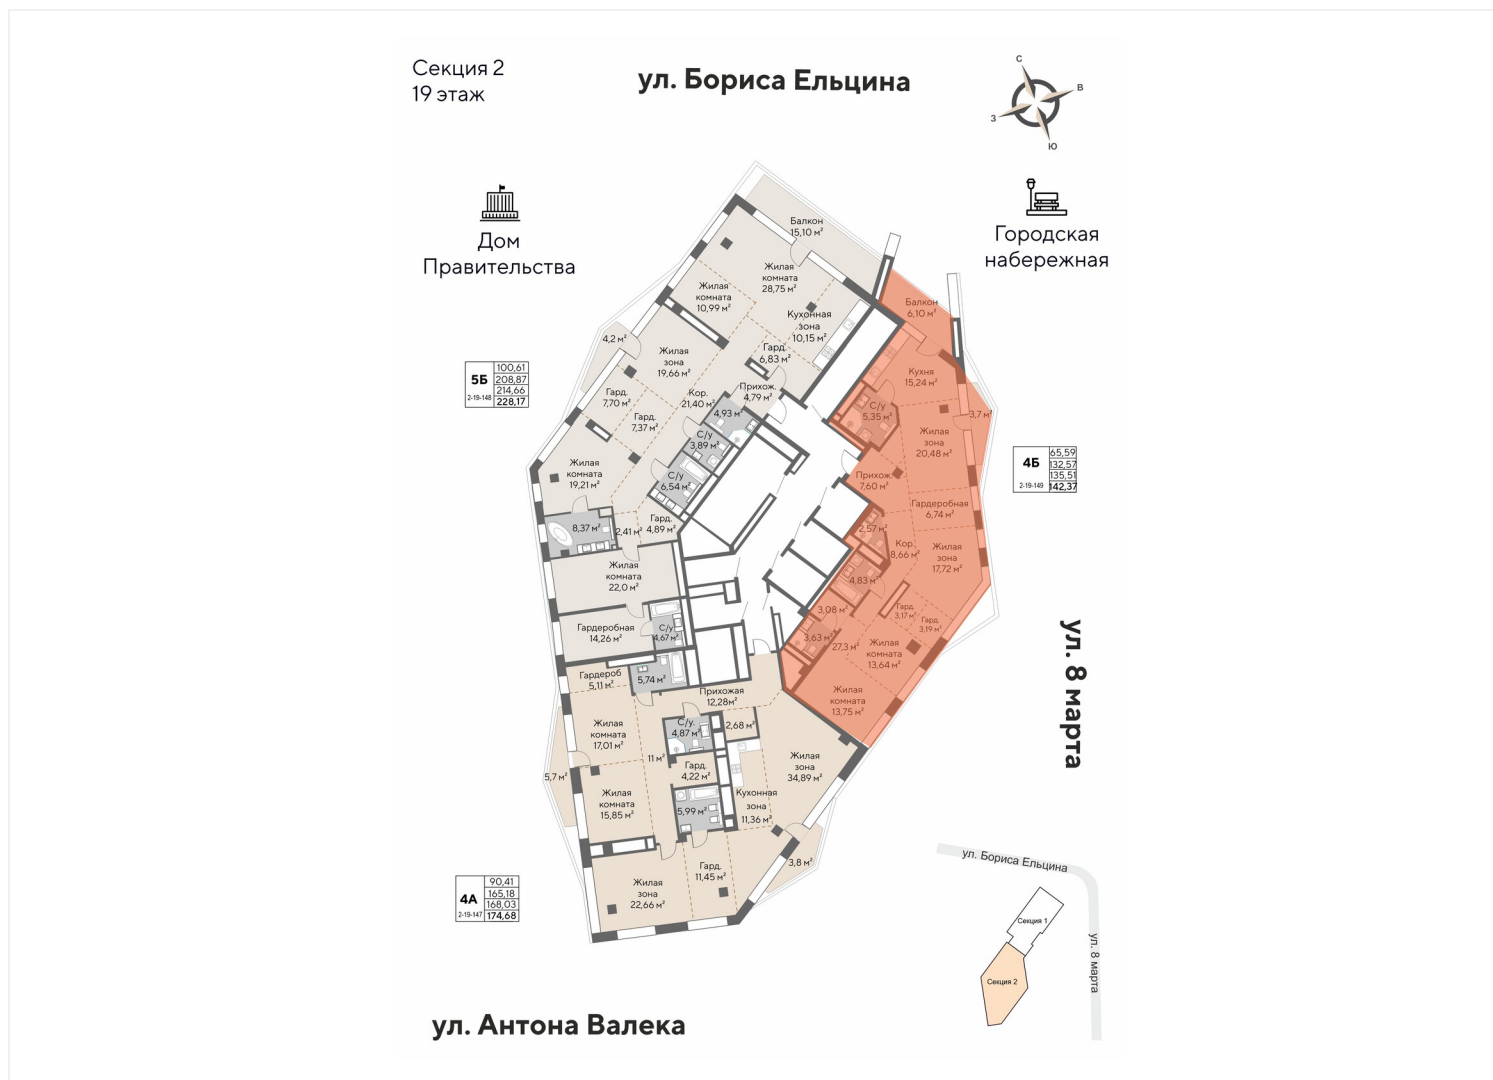 Секция 2
19 этаж
ул. Бориса Ельцина
С
В
З
Ю
Дом
Правительства
Городская
набережная
Балкон
15,10 м²
Жилая
комната
28,75 м²
Жилая
комната
10,99 м²
Кухонная
зона
10,15 м²
Гард.
6,83 м²
4,2 м²
Жилая
зона
19,66 м²
Прихож.
4,79 м²
Кор.
21,40 м²
Гард.
7,70 м²
Гард.
7,37 м²
4,93 м²
С/у
3,89 м²
С/у
6,54 м²
Жилая
комната
19,21 м²
Гард.
4,89 м²
2,41 м²
8,37 м²
Жилая
комната
22,0 м²
Гардеробная
14,26 м²
С/у
4,67 м²
5Б
2-19-148
100,61
208,87
214,66
228,17
Балкон
6,10 м²
Кухня
15,24 м²
С/у
5,35 м²
3,7 м²
Жилая
зона
20,48 м²
Прихож.
7,60 м²
Гардеробная
6,74 м²
2,57 м²
Кор.
8,66 м²
Жилая
зона
17,72 м²
4,83 м²
Гард.
3,17 м²
Гард.
3,19 м²
3,08 м²
3,63 м²
27,3 м²
Жилая
комната
13,64 м²
Жилая
комната
13,75 м²
4Б
2-19-149
65,59
132,57
135,51
142,37
ул. 8 марта
Гардероб
5,11 м²
5,74 м²
Прихожая
12,28м²
Жилая
комната
17,01 м²
С/у.
4,87 м²
2,68 м²
11 м²
Гард.
4,22 м²
Жилая
зона
34,89 м²
5,7 м²
Жилая
комната
15,85 м²
5,99 м²
Кухонная
зона
11,36 м²
3,8 м²
Гард.
11,45 м²
Жилая
зона
22,66 м²
4А
2-19-147
90,41
165,18
168,03
174,68
ул. Бориса Ельцина
Секция 1
Секция 2
ул. 8 марта
ул. Антона Валека